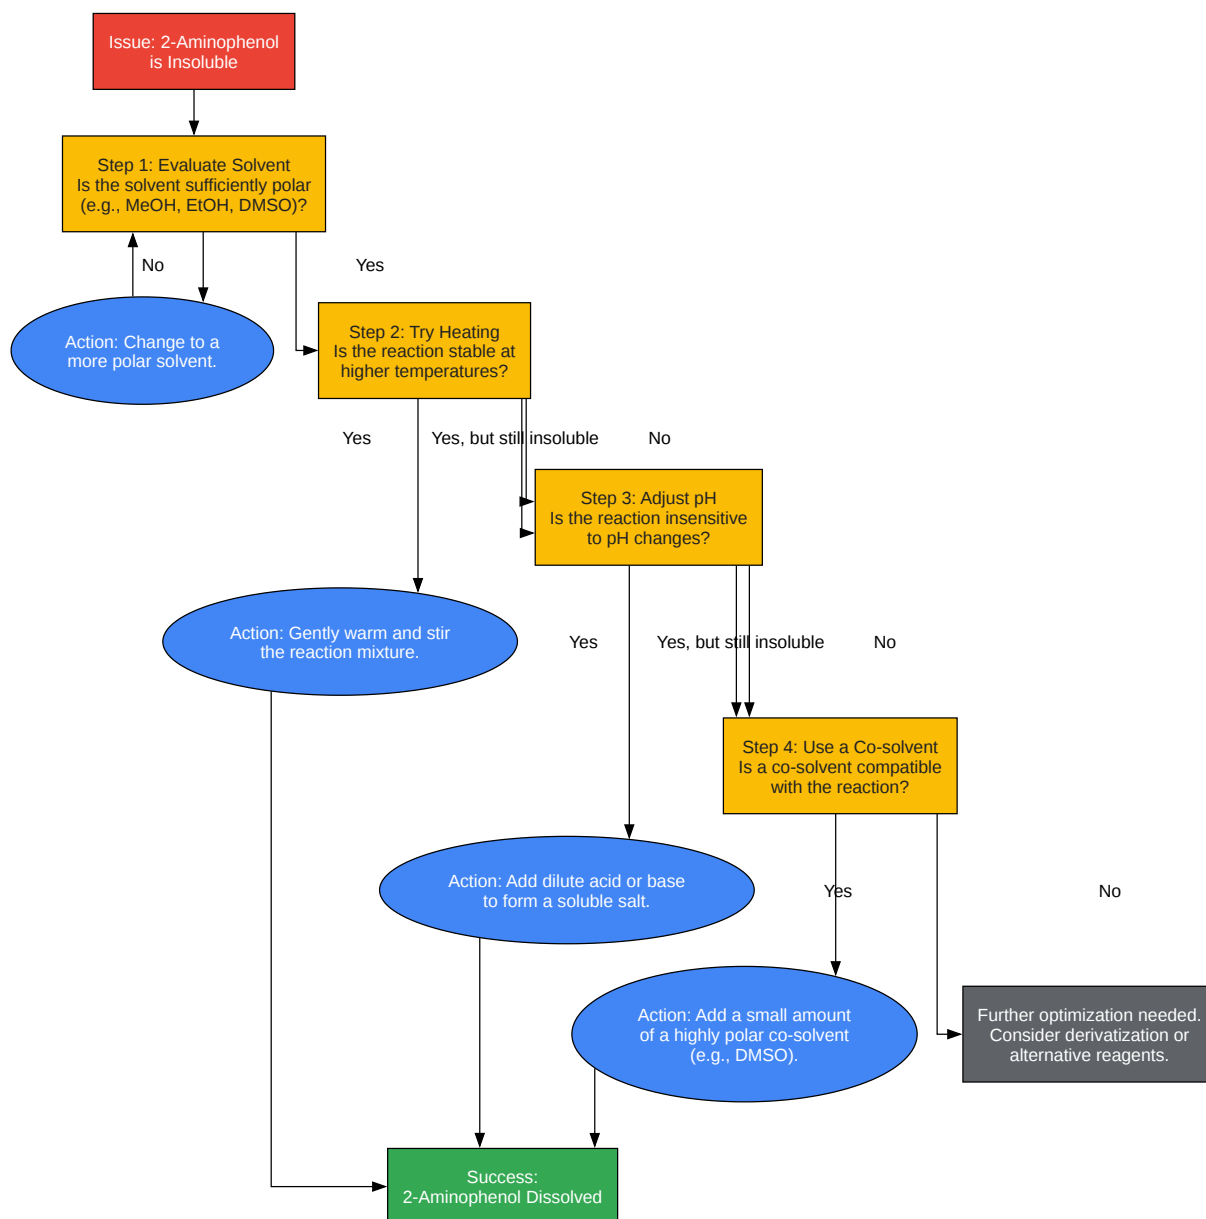 Issue: 2-Aminophenol
is Insoluble
Step 1: Evaluate Solvent
Is the solvent sufficiently polar
(e.g., MeOH, EtOH, DMSO)?
No
Yes
Action: Change to a
more polar solvent.
Step 2: Try Heating
Is the reaction stable at
higher temperatures?
Yes
Yes, but still insoluble
No
Step 3: Adjust pH
Is the reaction insensitive
to pH changes?
Action: Gently warm and stir
the reaction mixture.
Yes
Yes, but still insoluble
No
Step 4: Use a Co-solvent
Is a co-solvent compatible
with the reaction?
Action: Add dilute acid or base
to form a soluble salt.
Yes
No
Action: Add a small amount
of a highly polar co-solvent
(e.g., DMSO).
Further optimization needed.
Consider derivatization or
alternative reagents.
Success:
2-Aminophenol Dissolved